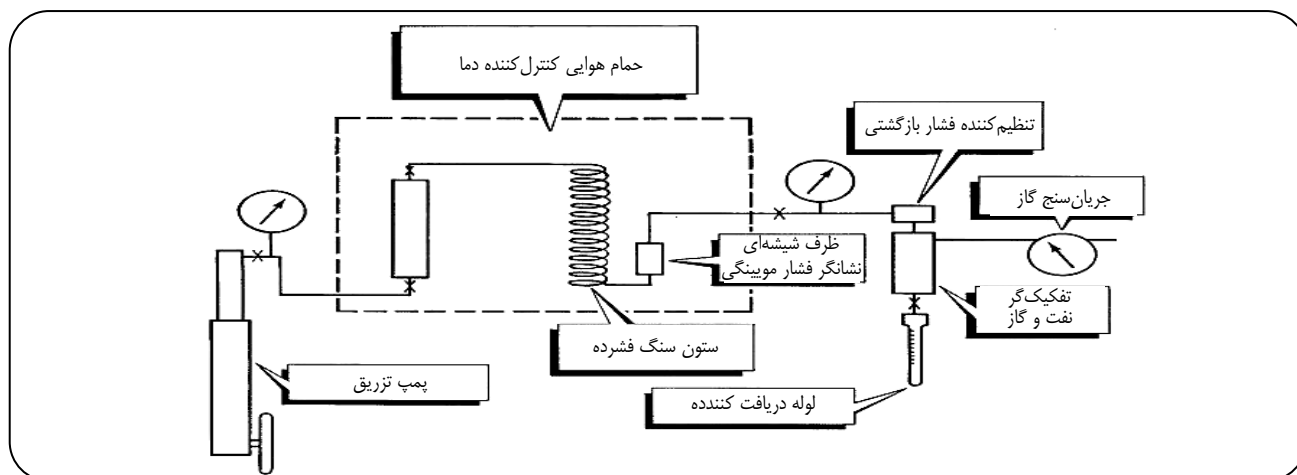 حمام هوایی کنترل‌کننده دما
تنظیم‌کننده فشار بازگشتی
جریان‌سنج گاز
ظرف شیشه‌ای
نشانگر فشار مویینگی
تفکیک‌گر
نفت و گاز
ستون سنگ فشرده
پمپ تزریق
لوله دریافت کنندده